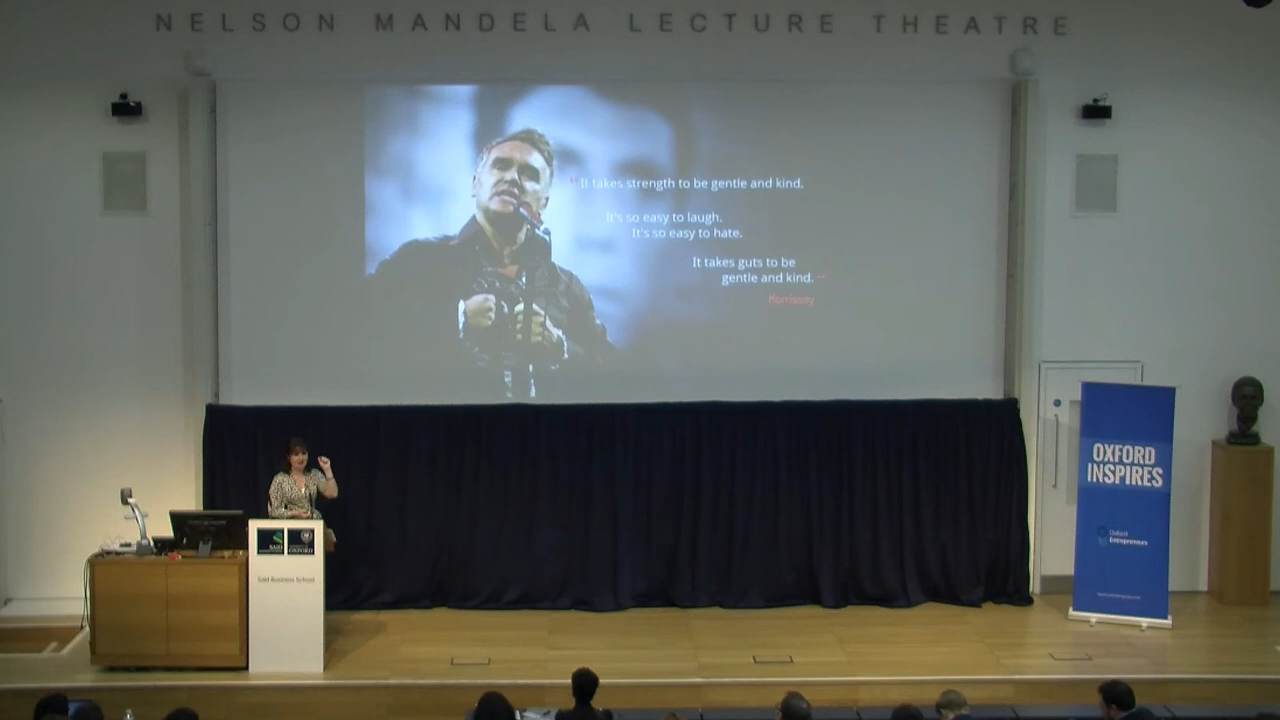 NELSON MANDELA LECTURE THEATRE
“It takes strength to be gentle and kind.
It's so easy to laugh.
It's so easy to hate.
It takes guts to be
gentle and kind.”
Morrissey
OXFORD
INSPIRES
Oxford
Entrepreneurs
SAID
OXFORD
Saïd Business School